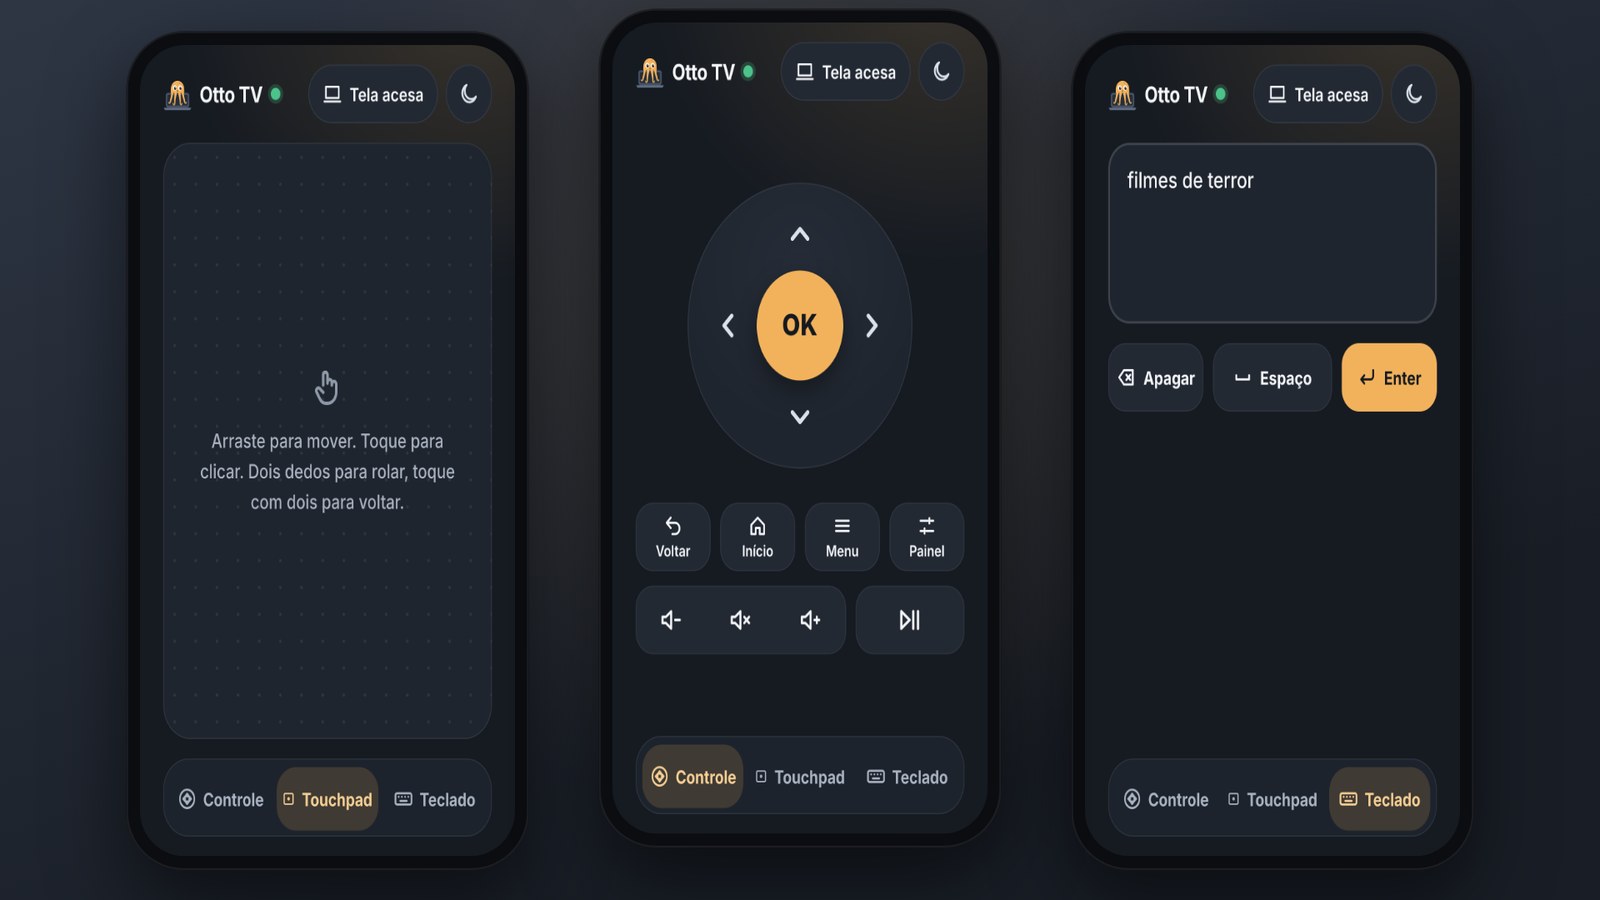 Otto TV
Tela acesa
Arraste para mover. Toque para
clicar. Dois dedos para rolar, toque
com dois para voltar.
Controle
Touchpad
Teclado
Otto TV
Tela acesa
OK
Voltar
Início
Menu
Painel
Controle
Touchpad
Teclado
Otto TV
Tela acesa
filmes de terror
Apagar
Espaço
Enter
Controle
Touchpad
Teclado